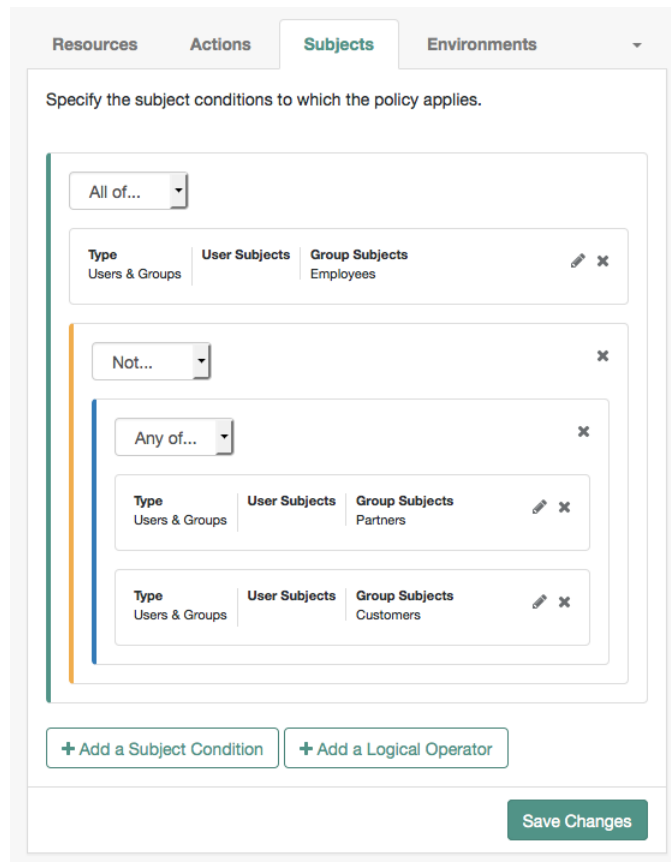 Resources Actions Subjects Environments
Specify the subject conditions to which the policy applies.
All of...
Type User Subjects Group Subjects
Users & Groups Employees
Not...
Any of...
Type User Subjects Group Subjects
Users & Groups Partners
Type User Subjects Group Subjects
Users & Groups Customers
+ Add a Subject Condition + Add a Logical Operator
Save Changes